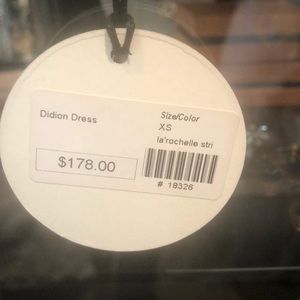 Didion Dress
Size/Color
XS
la'rochelle stri
$178.00
# 18326